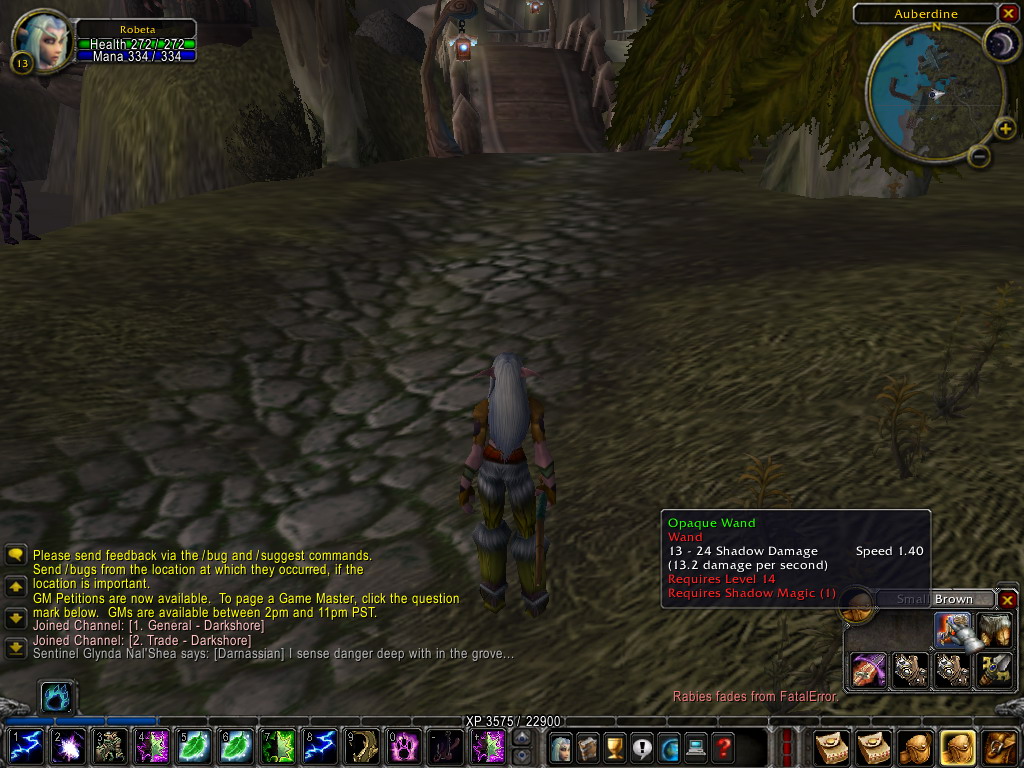 Robeta
Health 272 / 272
Mana 334 / 334
13
Auberdine
N
Opaque Wand
Wand
13 - 24 Shadow Damage Speed 1.40
(13.2 damage per second)
Requires Level 14
Requires Shadow Magic (1)
Small Brown
Please send feedback via the /bug and /suggest commands.
Send /bugs from the location at which they occurred, if the
location is important.
GM Petitions are now available. To page a Game Master, click the question
mark below. GMs are available between 2pm and 11pm PST.
Joined Channel: [1. General - Darkshore]
Joined Channel: [2. Trade - Darkshore]
Sentinel Glynda Nal'Shea says: [Darnassian] I sense danger deep with in the grove...
Rabies fades from FatalError.
XP 3575 / 22900
1 2 3 4 5 6 7 8 9 0 - +